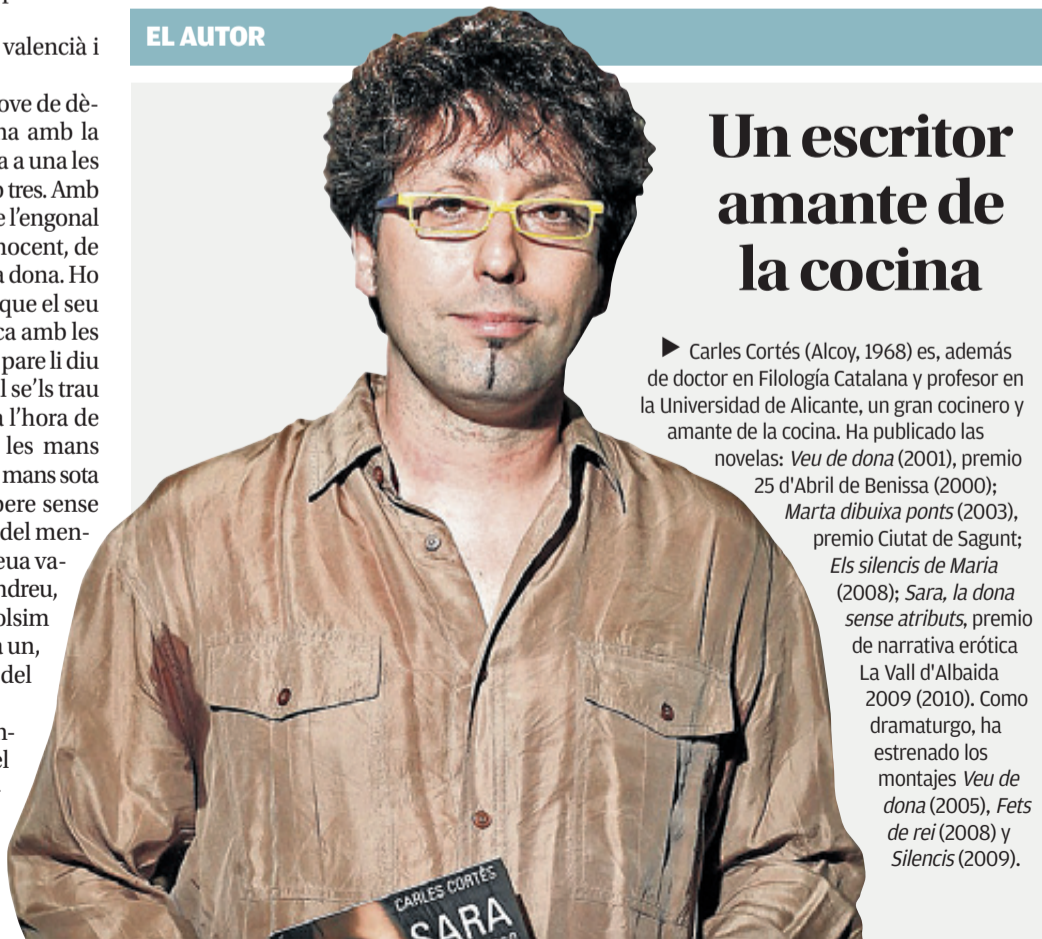 valencià i
ove de dè-
na amb la
a a una les
o tres. Amb
e l'engonal
nocent, de
a dona. Ho
que el seu
ca amb les
pare li diu
l se'ls trau
a l'hora de
les mans
mans sota
pere sense
del men-
eua va-
ndreu,
olsim
a un,
del
n-
el
EL AUTOR
Un escritor
amante de
la cocina
▶ Carles Cortés (Alcoy, 1968) es, además
de doctor en Filología Catalana y profesor en
la Universidad de Alicante, un gran cocinero y
amante de la cocina. Ha publicado las
novelas: Veu de dona (2001), premio
25 d'Abril de Benissa (2000);
Marta dibuixa ponts (2003),
premio Ciutat de Sagunt;
Els silencis de Maria
(2008); Sara, la dona
sense atributs, premio
de narrativa erótica
La Vall d'Albaida
2009 (2010). Como
dramaturgo, ha
estrenado los
montajes Veu de
dona (2005), Fets
de rei (2008) y
Silencis (2009).
CARLES CORTÉS
SARA